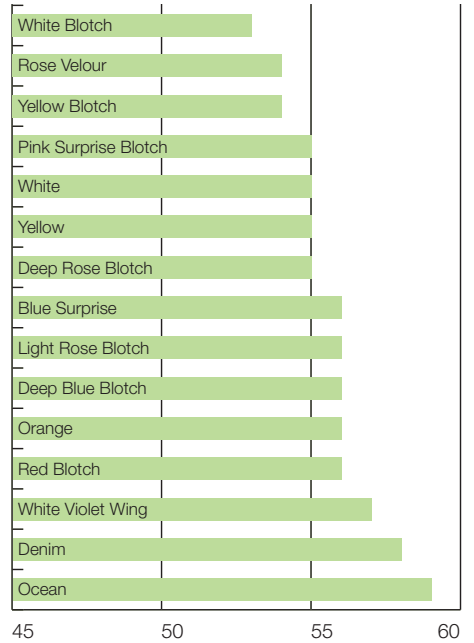 White Blotch
Rose Velour
Yellow Blotch
Pink Surprise Blotch
White
Yellow
Deep Rose Blotch
Blue Surprise
Light Rose Blotch
Deep Blue Blotch
Orange
Red Blotch
White Violet Wing
Denim
Ocean
45 50 55 60